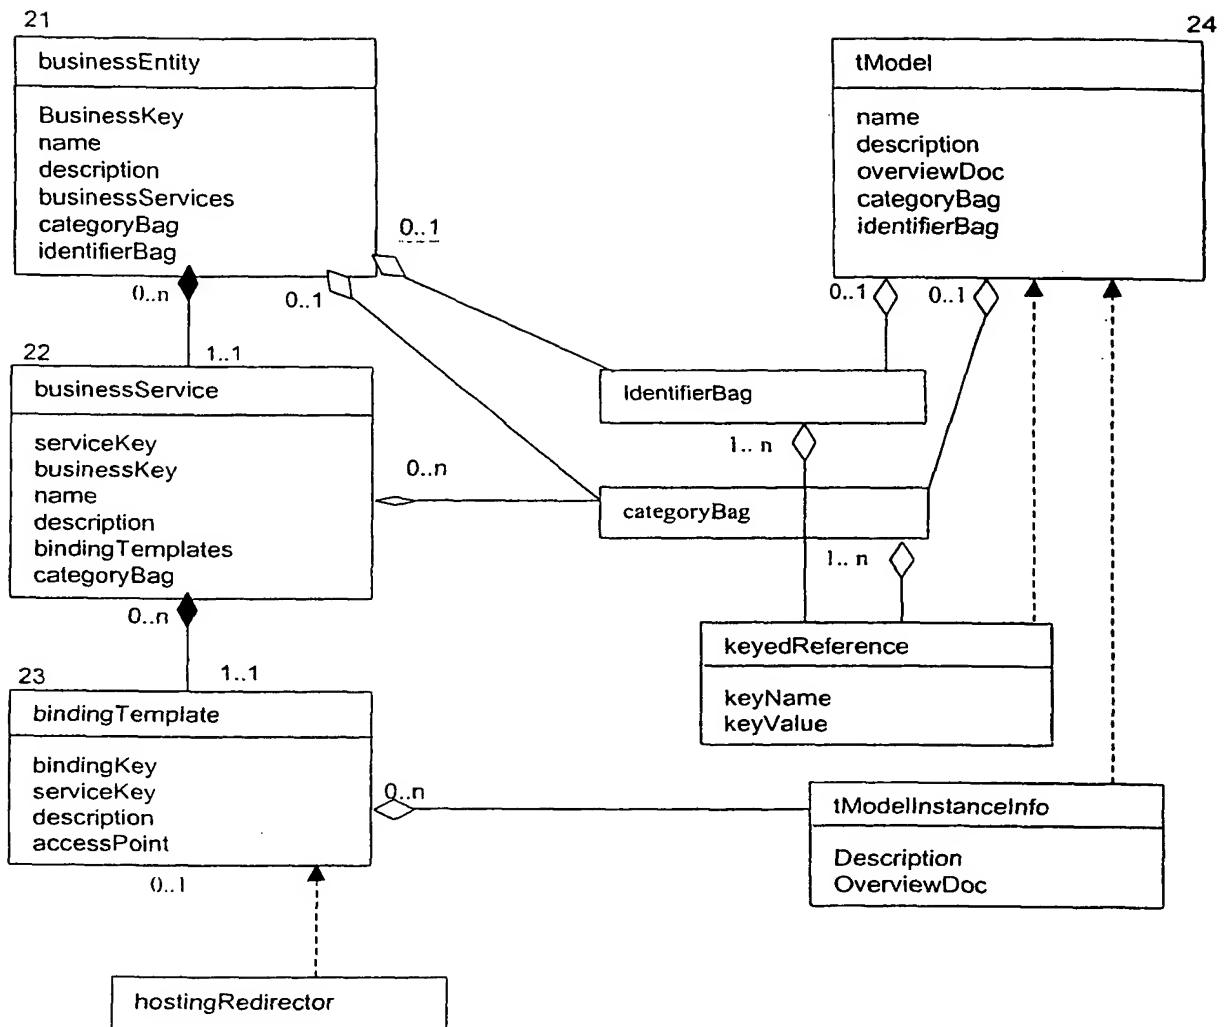 21
businessEntity
BusinessKey
name
description
businessServices
categoryBag
identifierBag
24
tModel
name
description
overviewDoc
categoryBag
identifierBag
0..1
0..n
0..1
0..1
0..1
1..1
22
businessService
serviceKey
businessKey
name
description
bindingTemplates
categoryBag
IdentifierBag
1.. n
0..n
categoryBag
1.. n
0..n
1..1
keyedReference
keyName
keyValue
23
bindingTemplate
bindingKey
serviceKey
description
accessPoint
0..n
tModelInstanceInfo
Description
OverviewDoc
0..1
hostingRedirector